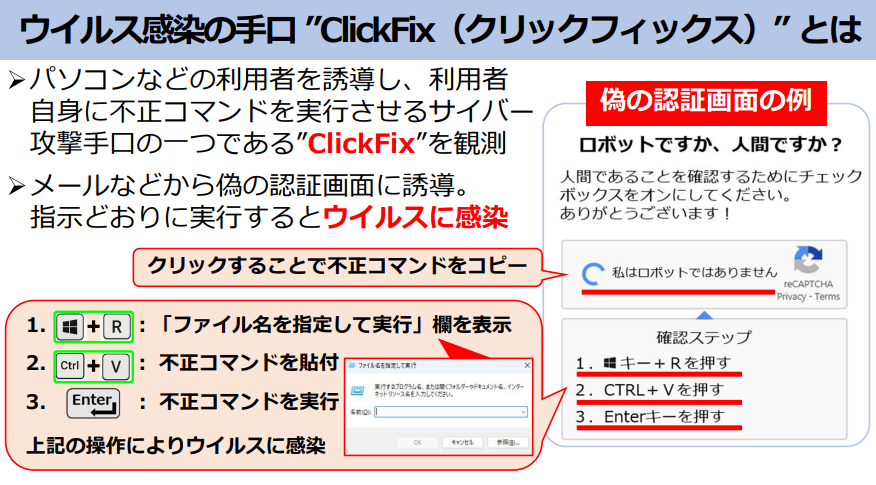 ウイルス感染の手口 ”ClickFix（クリックフィックス）” とは
➢パソコンなどの利用者を誘導し、利用者
自身に不正コマンドを実行させるサイバー
攻撃手口の一つである”ClickFix”を観測
➢メールなどから偽の認証画面に誘導。
指示どおりに実行するとウイルスに感染
クリックすることで不正コマンドをコピー
1. + R ： 「ファイル名を指定して実行」欄を表示
2. Ctrl + V ： 不正コマンドを貼付
3. Enter ： 不正コマンドを実行
上記の操作によりウイルスに感染
ファイル名を指定して実行
実行するプログラム名、または開くフォルダーやドキュメント名、インター
ネットリソース名を入力してください。
名前(O):
OK キャンセル 参照(B)...
偽の認証画面の例
ロボットですか、人間ですか？
人間であることを確認するためにチェック
ボックスをオンにしてください。
ありがとうございます！
私はロボットではありません
reCAPTCHA
Privacy - Terms
確認ステップ
1. キー＋Rを押す
2. CTRL＋Vを押す
3. Enterキーを押す